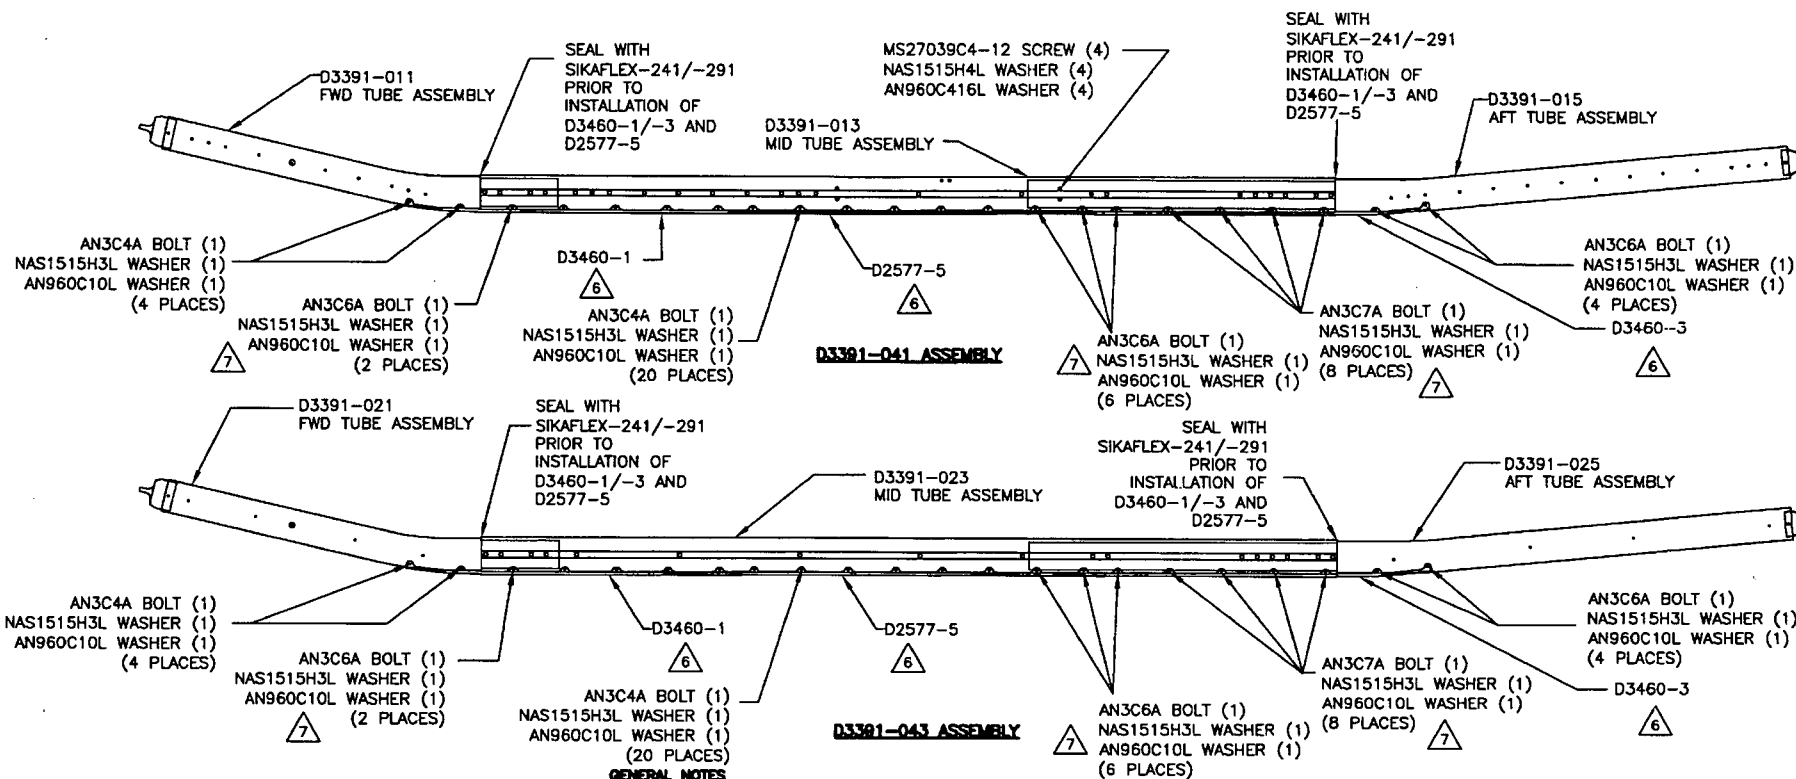 D3391-011
FWD TUBE ASSEMBLY
SEAL WITH
SIKAFLEX-241/-291
PRIOR TO
INSTALLATION OF
D3460-1/-3 AND
D2577-5
MS27039C4-12 SCREW (4)
NAS1515H4L WASHER (4)
AN960C416L WASHER (4)
D3391-013
MID TUBE ASSEMBLY
SEAL WITH
SIKAFLEX-241/-291
PRIOR TO
INSTALLATION OF
D3460-1/-3 AND
D2577-5
D3391-015
AFT TUBE ASSEMBLY
AN3C4A BOLT (1)
NAS1515H3L WASHER (1)
AN960C10L WASHER (1)
(4 PLACES)
AN3C6A BOLT (1)
NAS1515H3L WASHER (1)
AN960C10L WASHER (1)
(2 PLACES)
7
D3460-1
6
AN3C4A BOLT (1)
NAS1515H3L WASHER (1)
AN960C10L WASHER (1)
(20 PLACES)
D2577-5
6
D3391-041 ASSEMBLY
7
AN3C6A BOLT (1)
NAS1515H3L WASHER (1)
AN960C10L WASHER (1)
(6 PLACES)
AN3C7A BOLT (1)
NAS1515H3L WASHER (1)
AN960C10L WASHER (1)
(8 PLACES)
7
AN3C6A BOLT (1)
NAS1515H3L WASHER (1)
AN960C10L WASHER (1)
(4 PLACES)
D3460-3
6
D3391-021
FWD TUBE ASSEMBLY
SEAL WITH
SIKAFLEX-241/-291
PRIOR TO
INSTALLATION OF
D3460-1/-3 AND
D2577-5
D3391-023
MID TUBE ASSEMBLY
SEAL WITH
SIKAFLEX-241/-291
PRIOR TO
INSTALLATION OF
D3460-1/-3 AND
D2577-5
D3391-025
AFT TUBE ASSEMBLY
AN3C4A BOLT (1)
NAS1515H3L WASHER (1)
AN960C10L WASHER (1)
(4 PLACES)
AN3C6A BOLT (1)
NAS1515H3L WASHER (1)
AN960C10L WASHER (1)
(2 PLACES)
7
D3460-1
6
AN3C4A BOLT (1)
NAS1515H3L WASHER (1)
AN960C10L WASHER (1)
(20 PLACES)
D2577-5
6
D3391-043 ASSEMBLY
7
AN3C6A BOLT (1)
NAS1515H3L WASHER (1)
AN960C10L WASHER (1)
(6 PLACES)
AN3C7A BOLT (1)
NAS1515H3L WASHER (1)
AN960C10L WASHER (1)
(8 PLACES)
7
AN3C6A BOLT (1)
NAS1515H3L WASHER (1)
AN960C10L WASHER (1)
(4 PLACES)
D3460-3
6
GENERAL NOTES